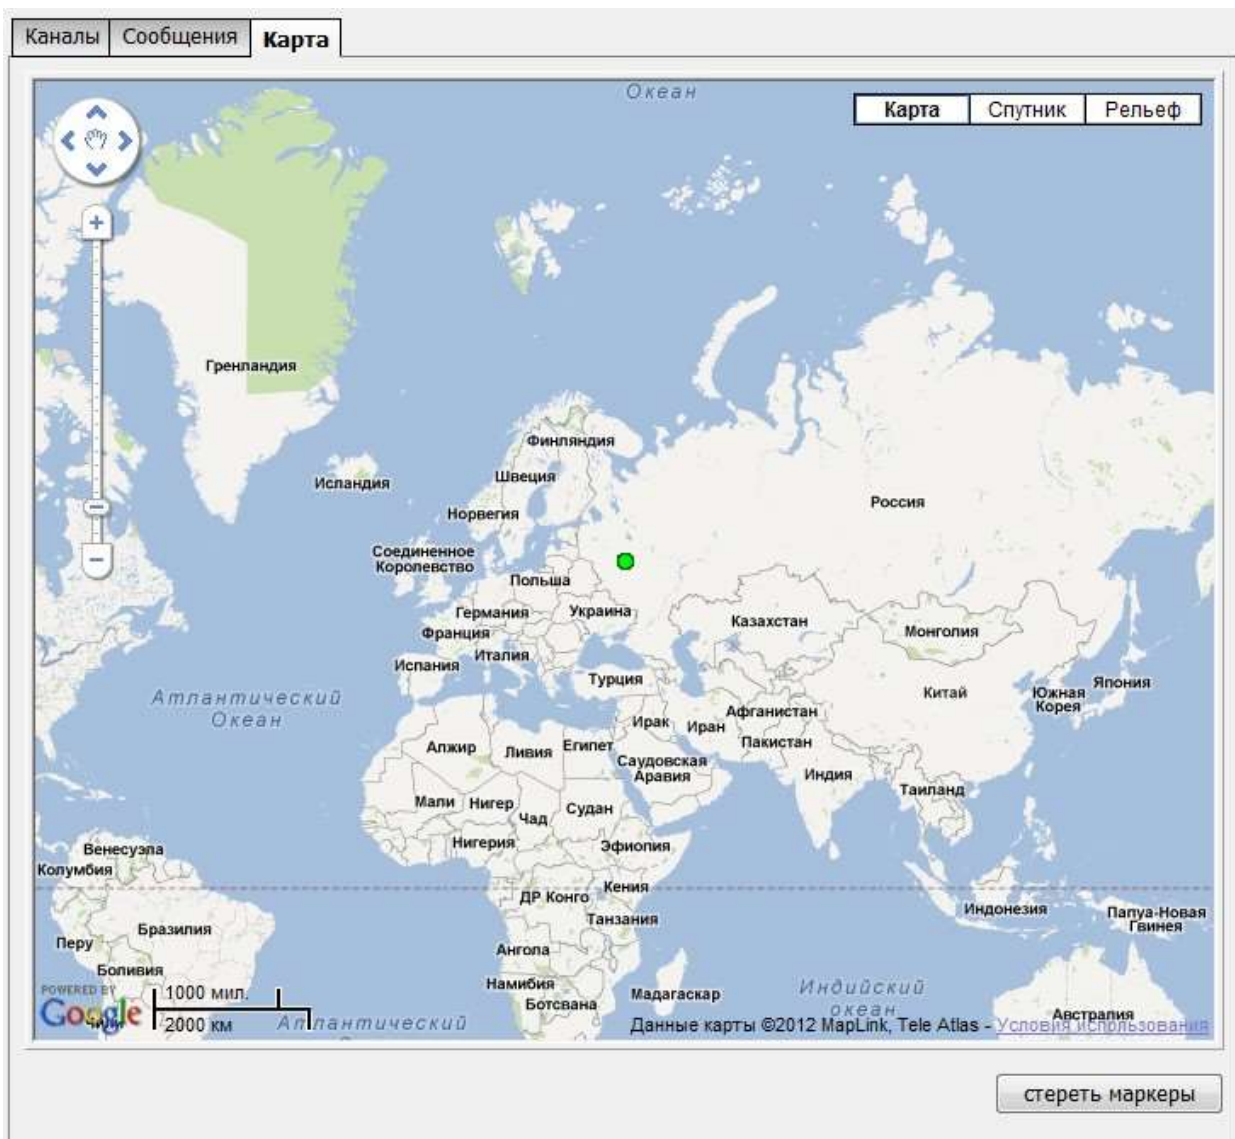 Каналы Сообщения Карта
Океан
Карта Спутник Рельеф
Гренландия
Финляндия
Исландия
Швеция
Россия
Норвегия
Соединенное
Королевство
Польша
Германия
Украина
Казахстан
Франция
Монголия
Испания
Италия
Турция
Япония
Китай
Южная
Корея
Атлантический
Океан
Афганистан
Ирак
Иран
Пакистан
Алжир
Ливия
Египет
Саудовская
Аравия
Индия
Таиланд
Мали
Нигер
Судан
Чад
Нигерия
Эфиопия
Венесуэла
Колумбия
Кения
ДР Конго
Индонезия
Папуа-Новая
Гвинея
Танзания
Бразилия
Перу
Ангола
Боливия
Намибия
Мадагаскар
Индийский
океан
Ботсвана
POWERED BY
Google
Чили
1000 мил.
2000 км
Атлантический
Австралия
Данные карты ©2012 MapLink, Tele Atlas - Условия использования
стереть маркеры